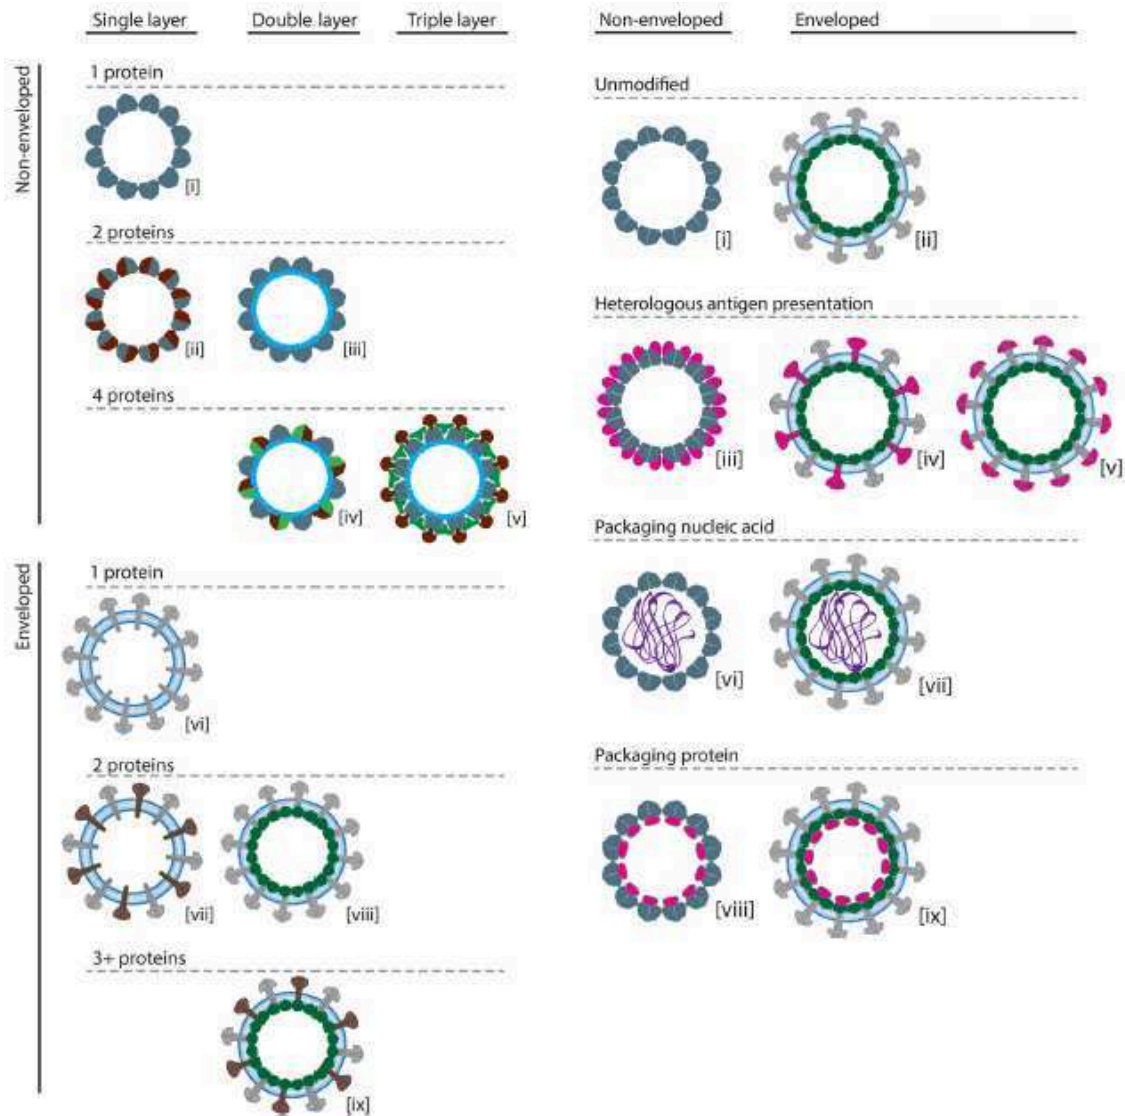 Single layer
Double layer
Triple layer
Non-enveloped
1 protein
[i]
2 proteins
[ii]
[iii]
4 proteins
[iv]
[v]
Enveloped
1 protein
[vi]
2 proteins
[vii]
[viii]
3+ proteins
[ix]
Non-enveloped
Enveloped
Unmodified
[i]
[ii]
Heterologous antigen presentation
[iii]
[iv]
[v]
Packaging nucleic acid
[vi]
[vii]
Packaging protein
[viii]
[ix]